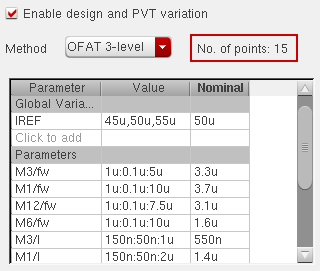 Enable design and PVT variation
Method OFAT 3-level No. of points: 15
Parameter Value Nominal
Global Varia...
IREF 45u,50u,55u 50u
Click to add
Parameters
M3/fw 1u:0.1u:5u 3.3u
M1/fw 1u:0.1u:10u 3.7u
M12/fw 1u:0.1u:7.5u 3.1u
M6/fw 1u:0.1u:10u 1.6u
M3/l 150n:50n:1u 550n
M1/l 150n:50n:2u 1.4u